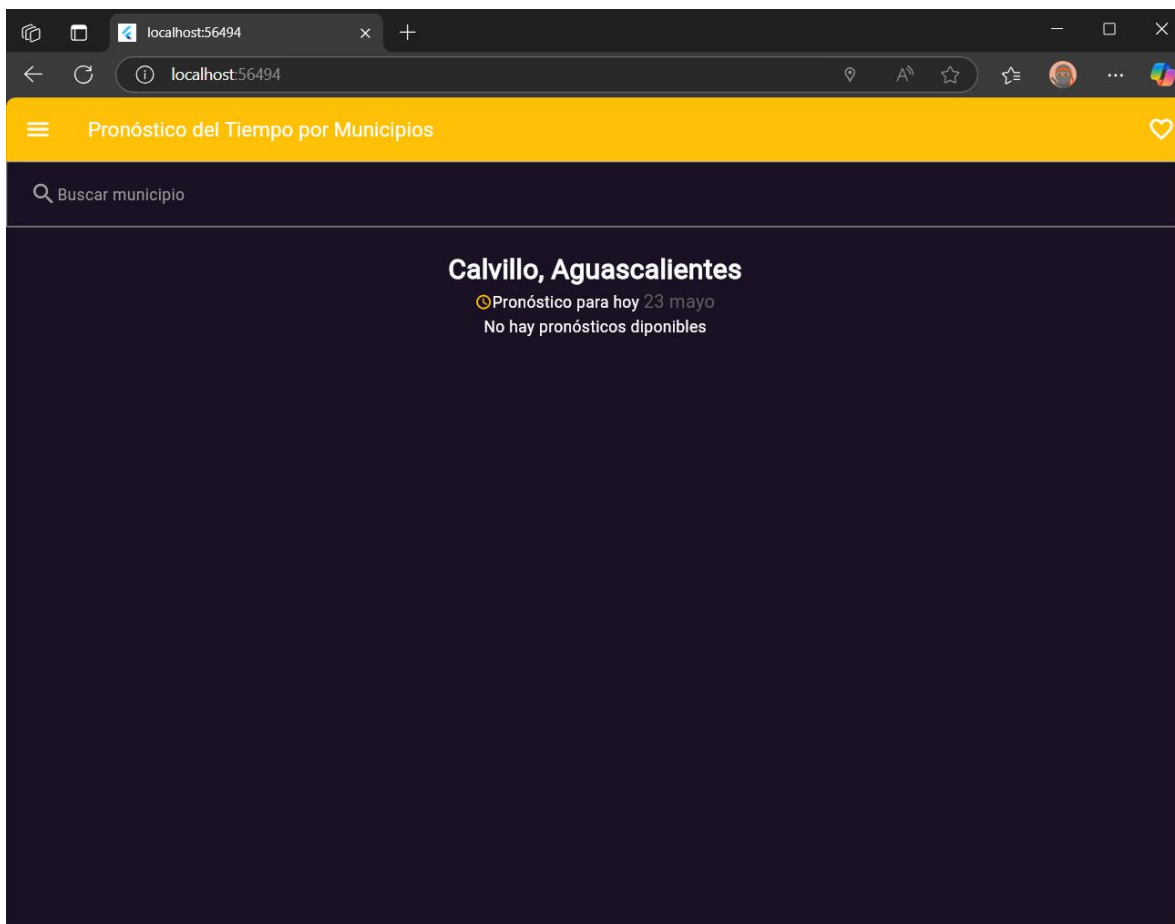 localhost:56494
localhost:56494
Pronóstico del Tiempo por Municipios
Buscar municipio
Calvillo, Aguascalientes
Pronóstico para hoy 23 mayo
No hay pronósticos diponibles